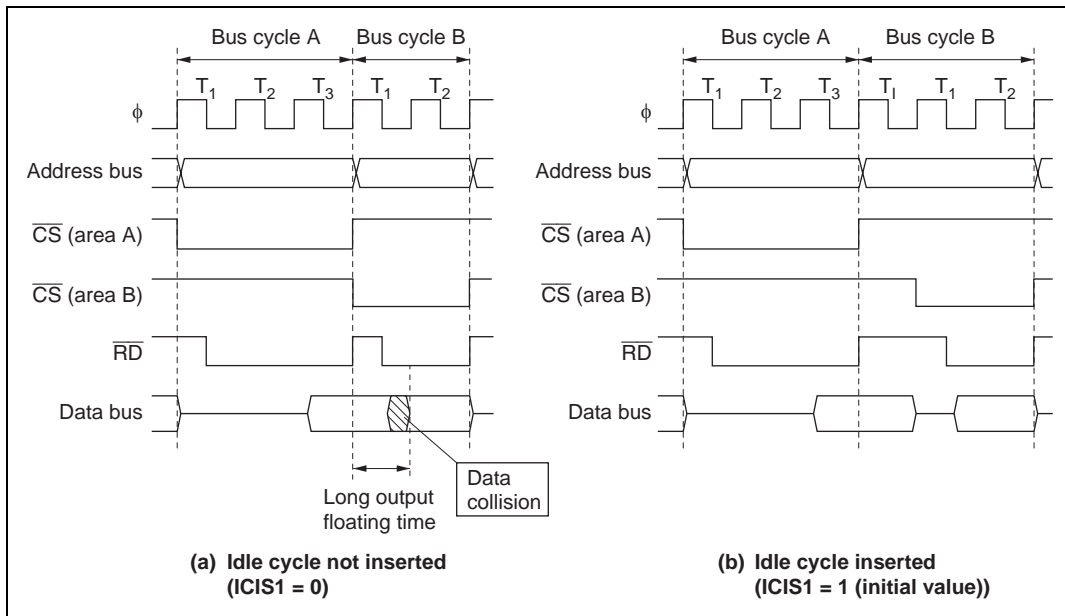 Bus cycle A
Bus cycle B
T1 T2 T3 T1 T2
ϕ
Address bus
CS (area A)
CS (area B)
RD
Data bus
Long output
floating time
Data
collision
(a) Idle cycle not inserted
(ICIS1 = 0)
Bus cycle A
Bus cycle B
T1 T2 T3 TI T1 T2
ϕ
Address bus
CS (area A)
CS (area B)
RD
Data bus
(b) Idle cycle inserted
(ICIS1 = 1 (initial value))